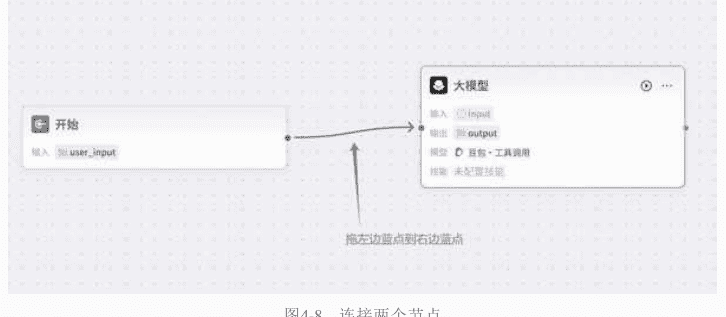 大模型
开始
输入 input
输出 str. output
输入 str. user_input
模型 豆包·工具调用
技能 未配置技能
拖左边蓝点到右边蓝点
图4-8 连接两个节点